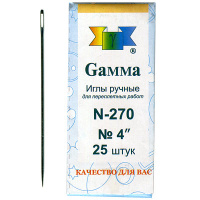 ®
Gamma
Иглы ручные
для переплетных работ
N-270
№ 4"
25 штук
КАЧЕСТВО ДЛЯ ВАС!